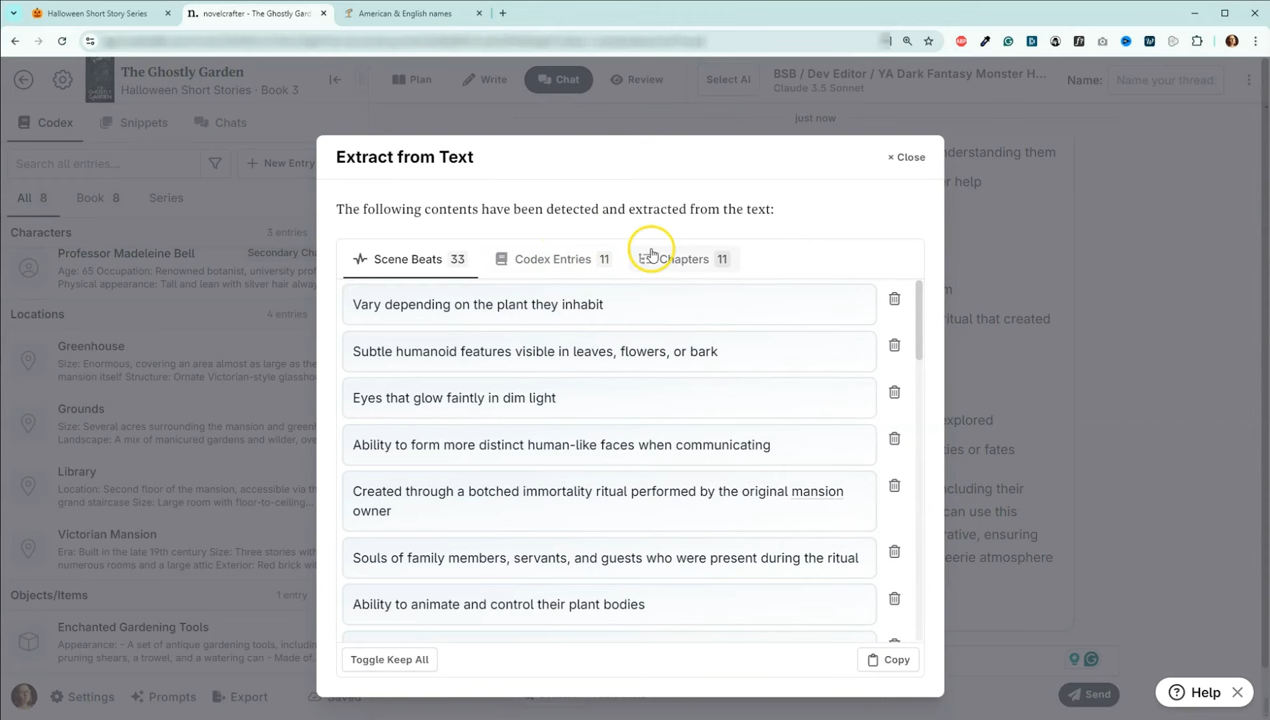 Halloween Short Story Series
n. novelcrafter - The Ghostly Gard
American & English names
The Ghostly Garden
Halloween Short Stories · Book 3
Plan
Write
Chat
Review
Select AI
BSB / Dev Editor / YA Dark Fantasy Monster H...
Claude 3.5 Sonnet
Name:
Name your thread.
Codex
Snippets
Chats
just now
Search all entries...
New Entry
All 8
Book 8
Series
Characters
3 entries
Professor Madeleine Bell
Secondary Char
Age: 65 Occupation: Renowned botanist, university prof
Physical appearance: Tall and lean with silver hair always
Locations
4 entries
Greenhouse
Size: Enormous, covering an area almost as large as the
mansion itself Structure: Ornate Victorian-style glassho
Grounds
Size: Several acres surrounding the mansion and greenh
Landscape: A mix of manicured gardens and wilder, over
Library
Location: Second floor of the mansion, accessible via th
grand staircase Size: Large room with floor-to-ceiling...
Victorian Mansion
Era: Built in the late 19th century Size: Three stories wit
numerous rooms and a large attic Exterior: Red brick wi
Objects/Items
1 entry
Enchanted Gardening Tools
Appearance: - A set of antique gardening tools, includin
pruning shears, a trowel, and a watering can - Made of..
Settings
Prompts
Export
Saved
Extract from Text
× Close
The following contents have been detected and extracted from the text:
Scene Beats 33
Codex Entries 11
Chapters 11
Vary depending on the plant they inhabit
Subtle humanoid features visible in leaves, flowers, or bark
Eyes that glow faintly in dim light
Ability to form more distinct human-like faces when communicating
Created through a botched immortality ritual performed by the original mansion
owner
Souls of family members, servants, and guests who were present during the ritual
Ability to animate and control their plant bodies
Toggle Keep All
Copy
nderstanding them
er help
m
itual that created
explored
ties or fates
ncluding their
can use this
rative, ensuring
eerie atmosphere
Send
Help